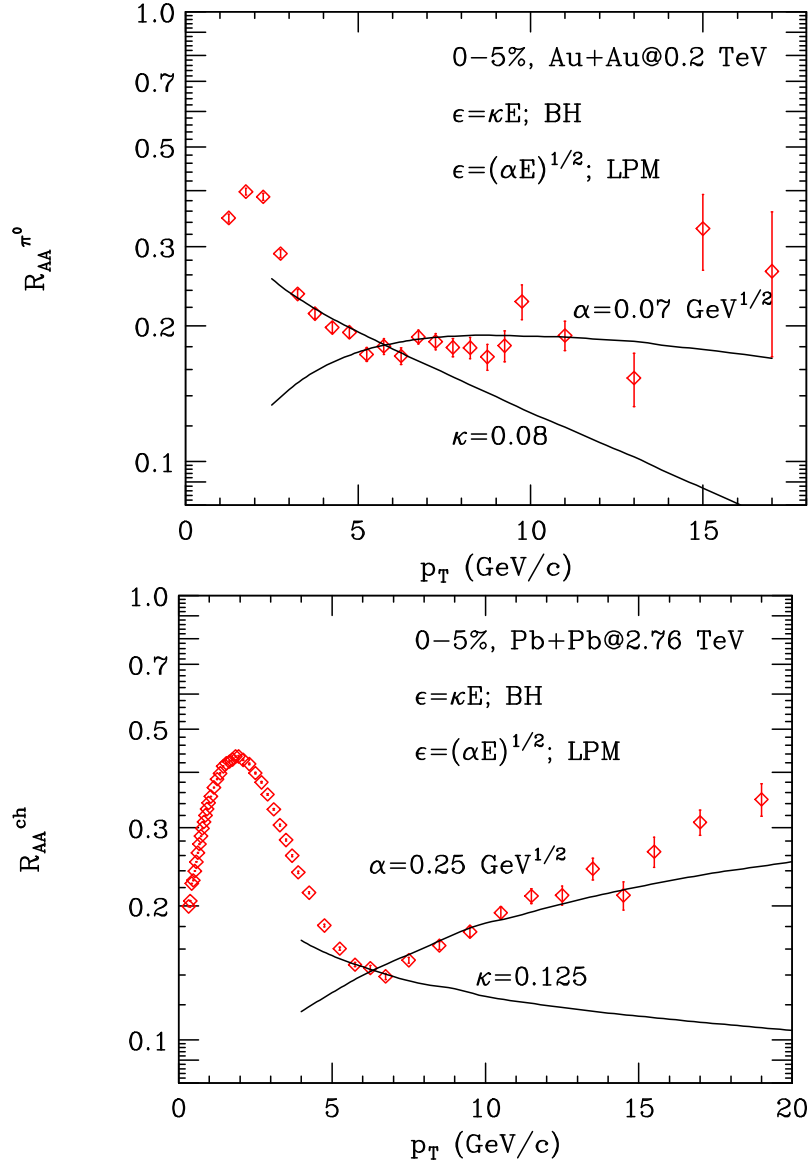 1.0
0.7
0.5
0.3
0.2
0.1
R_AA^π^0
0−5%, Au+Au@0.2 TeV
ϵ=κE; BH
ϵ=(αE)^1/2; LPM
α=0.07 GeV^1/2
κ=0.08
0 5 10 15
p_T (GeV/c)
1.0
0.7
0.5
0.3
0.2
0.1
R_AA^ch
0−5%, Pb+Pb@2.76 TeV
ϵ=κE; BH
ϵ=(αE)^1/2; LPM
α=0.25 GeV^1/2
κ=0.125
0 5 10 15 20
p_T (GeV/c)